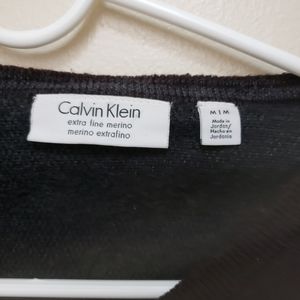 Calvin Klein
extra fine merino
merino extrafino
M | M
Made in
Jordan/
Hecho en
Jordania